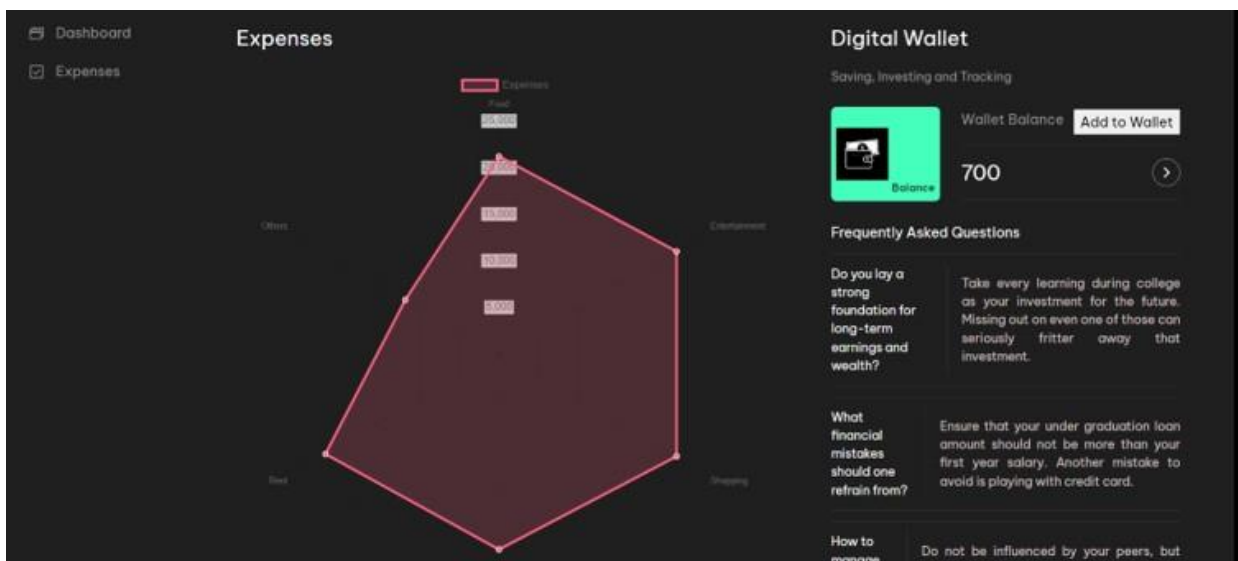 Dashboard
Expenses
Expenses
Expenses
Food
25,000
20,000
15,000
10,000
5,000
Others
Entertainment
Rent
Shopping
Digital Wallet
Saving, Investing and Tracking
Balance
Wallet Balance
Add to Wallet
700
Frequently Asked Questions
Do you lay a
strong
foundation for
long-term
earnings and
wealth?
Take every learning during college
as your investment for the future.
Missing out on even one of those can
seriously fritter away that
investment.
What
financial
mistakes
should one
refrain from?
Ensure that your under graduation loan
amount should not be more than your
first year salary. Another mistake to
avoid is playing with credit card.
How to
manage
Do not be influenced by your peers, but